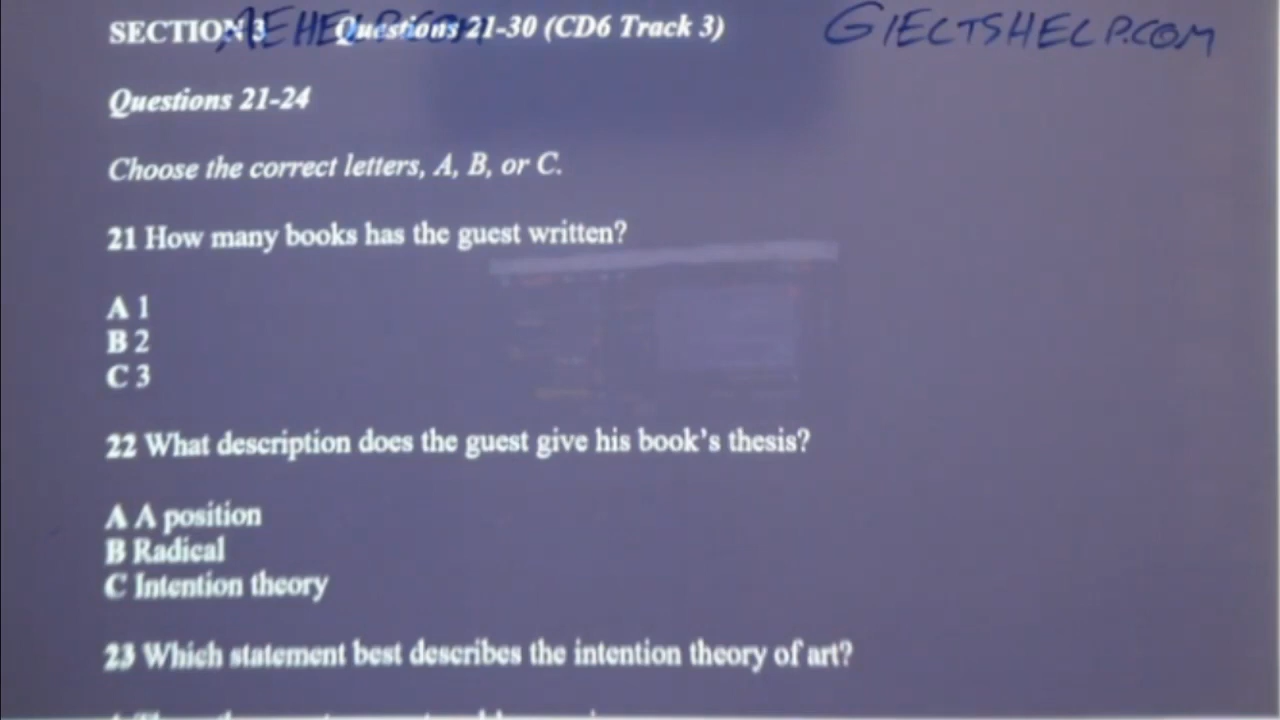 SECTION 3 Questions 21-30 (CD6 Track 3)
AEHELP.COM
GIELTSHELP.COM
Questions 21-24
Choose the correct letters, A, B, or C.
21 How many books has the guest written?
A 1
B 2
C 3
22 What description does the guest give his book's thesis?
A A position
B Radical
C Intention theory
23 Which statement best describes the intention theory of art?